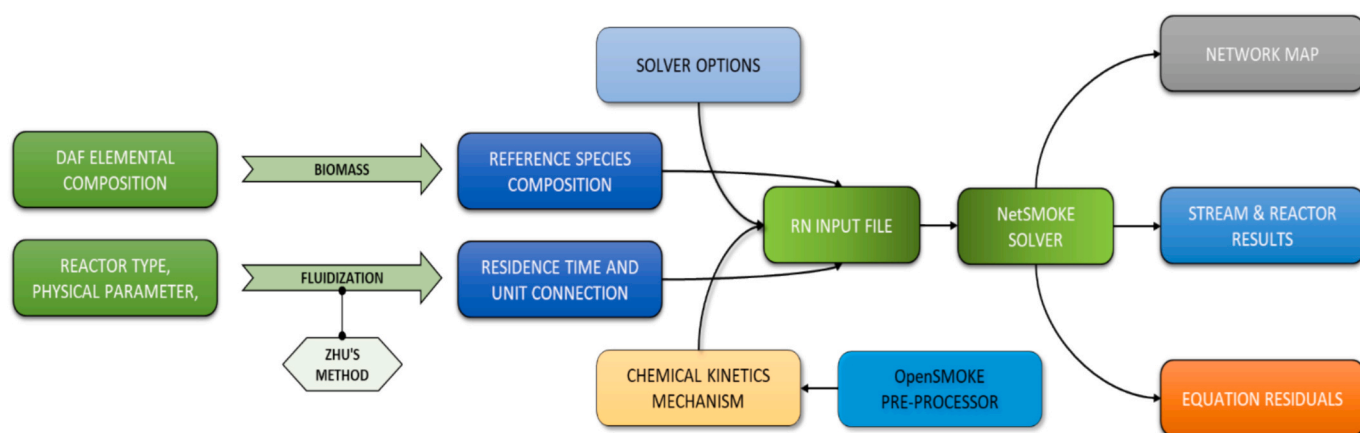 SOLVER OPTIONS
NETWORK MAP
DAF ELEMENTAL
COMPOSITION
BIOMASS
REFERENCE SPECIES
COMPOSITION
RN INPUT FILE
NetSMOKE
SOLVER
STREAM & REACTOR
RESULTS
REACTOR TYPE,
PHYSICAL PARAMETER,
FLUIDIZATION
RESIDENCE TIME AND
UNIT CONNECTION
ZHU'S
METHOD
CHEMICAL KINETICS
MECHANISM
OpenSMOKE
PRE-PROCESSOR
EQUATION RESIDUALS